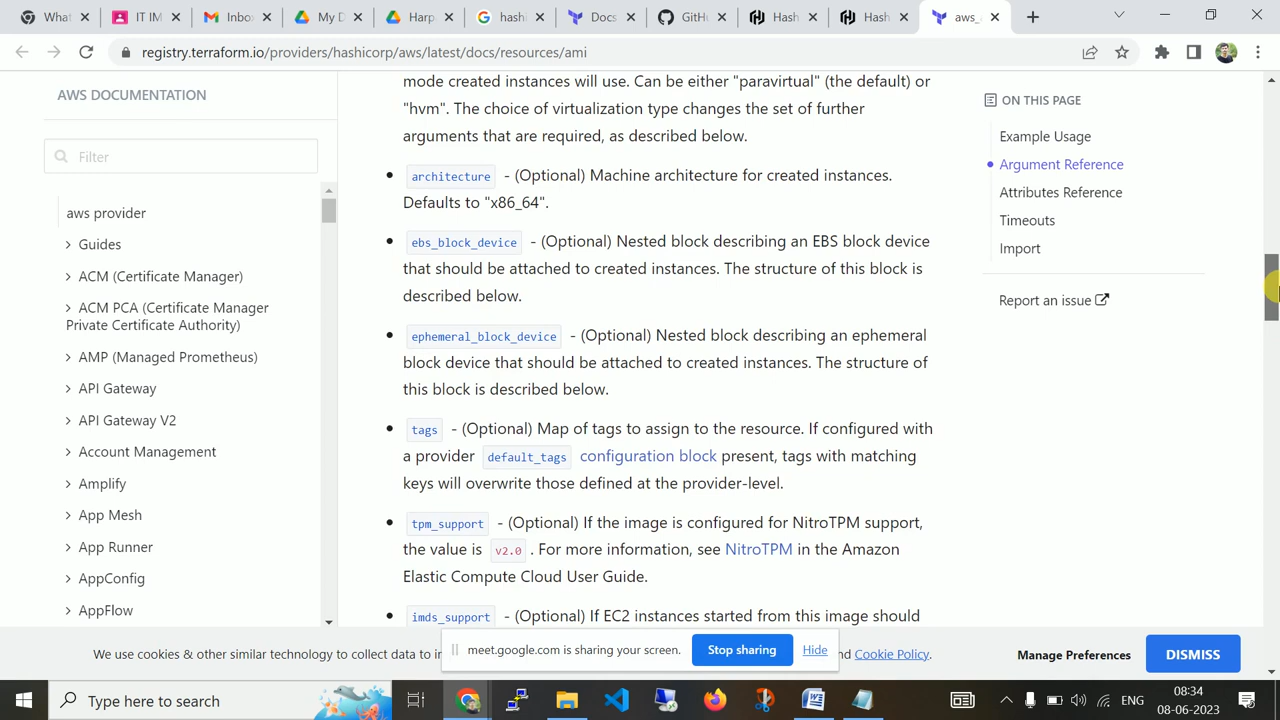 What
IT IM
Inbo
My D
Harp
hashi
Docs
GitHu
Hash
Hash
aws_
registry.terraform.io/providers/hashicorp/aws/latest/docs/resources/ami
AWS DOCUMENTATION
Filter
aws provider
Guides
ACM (Certificate Manager)
ACM PCA (Certificate Manager
Private Certificate Authority)
AMP (Managed Prometheus)
API Gateway
API Gateway V2
Account Management
Amplify
App Mesh
App Runner
AppConfig
AppFlow
mode created instances will use. Can be either "paravirtual" (the default) or
"hvm". The choice of virtualization type changes the set of further
arguments that are required, as described below.
architecture - (Optional) Machine architecture for created instances.
Defaults to "x86_64".
ebs_block_device - (Optional) Nested block describing an EBS block device
that should be attached to created instances. The structure of this block is
described below.
ephemeral_block_device - (Optional) Nested block describing an ephemeral
block device that should be attached to created instances. The structure of
this block is described below.
tags - (Optional) Map of tags to assign to the resource. If configured with
a provider default_tags configuration block present, tags with matching
keys will overwrite those defined at the provider-level.
tpm_support - (Optional) If the image is configured for NitroTPM support,
the value is v2.0 . For more information, see NitroTPM in the Amazon
Elastic Compute Cloud User Guide.
imds_support - (Optional) If EC2 instances started from this image should
ON THIS PAGE
Example Usage
Argument Reference
Attributes Reference
Timeouts
Import
Report an issue
We use cookies & other similar technology to collect data to i
nd Cookie Policy.
Manage Preferences
DISMISS
meet.google.com is sharing your screen.
Stop sharing
Hide
Type here to search
ENG
08:34
08-06-2023